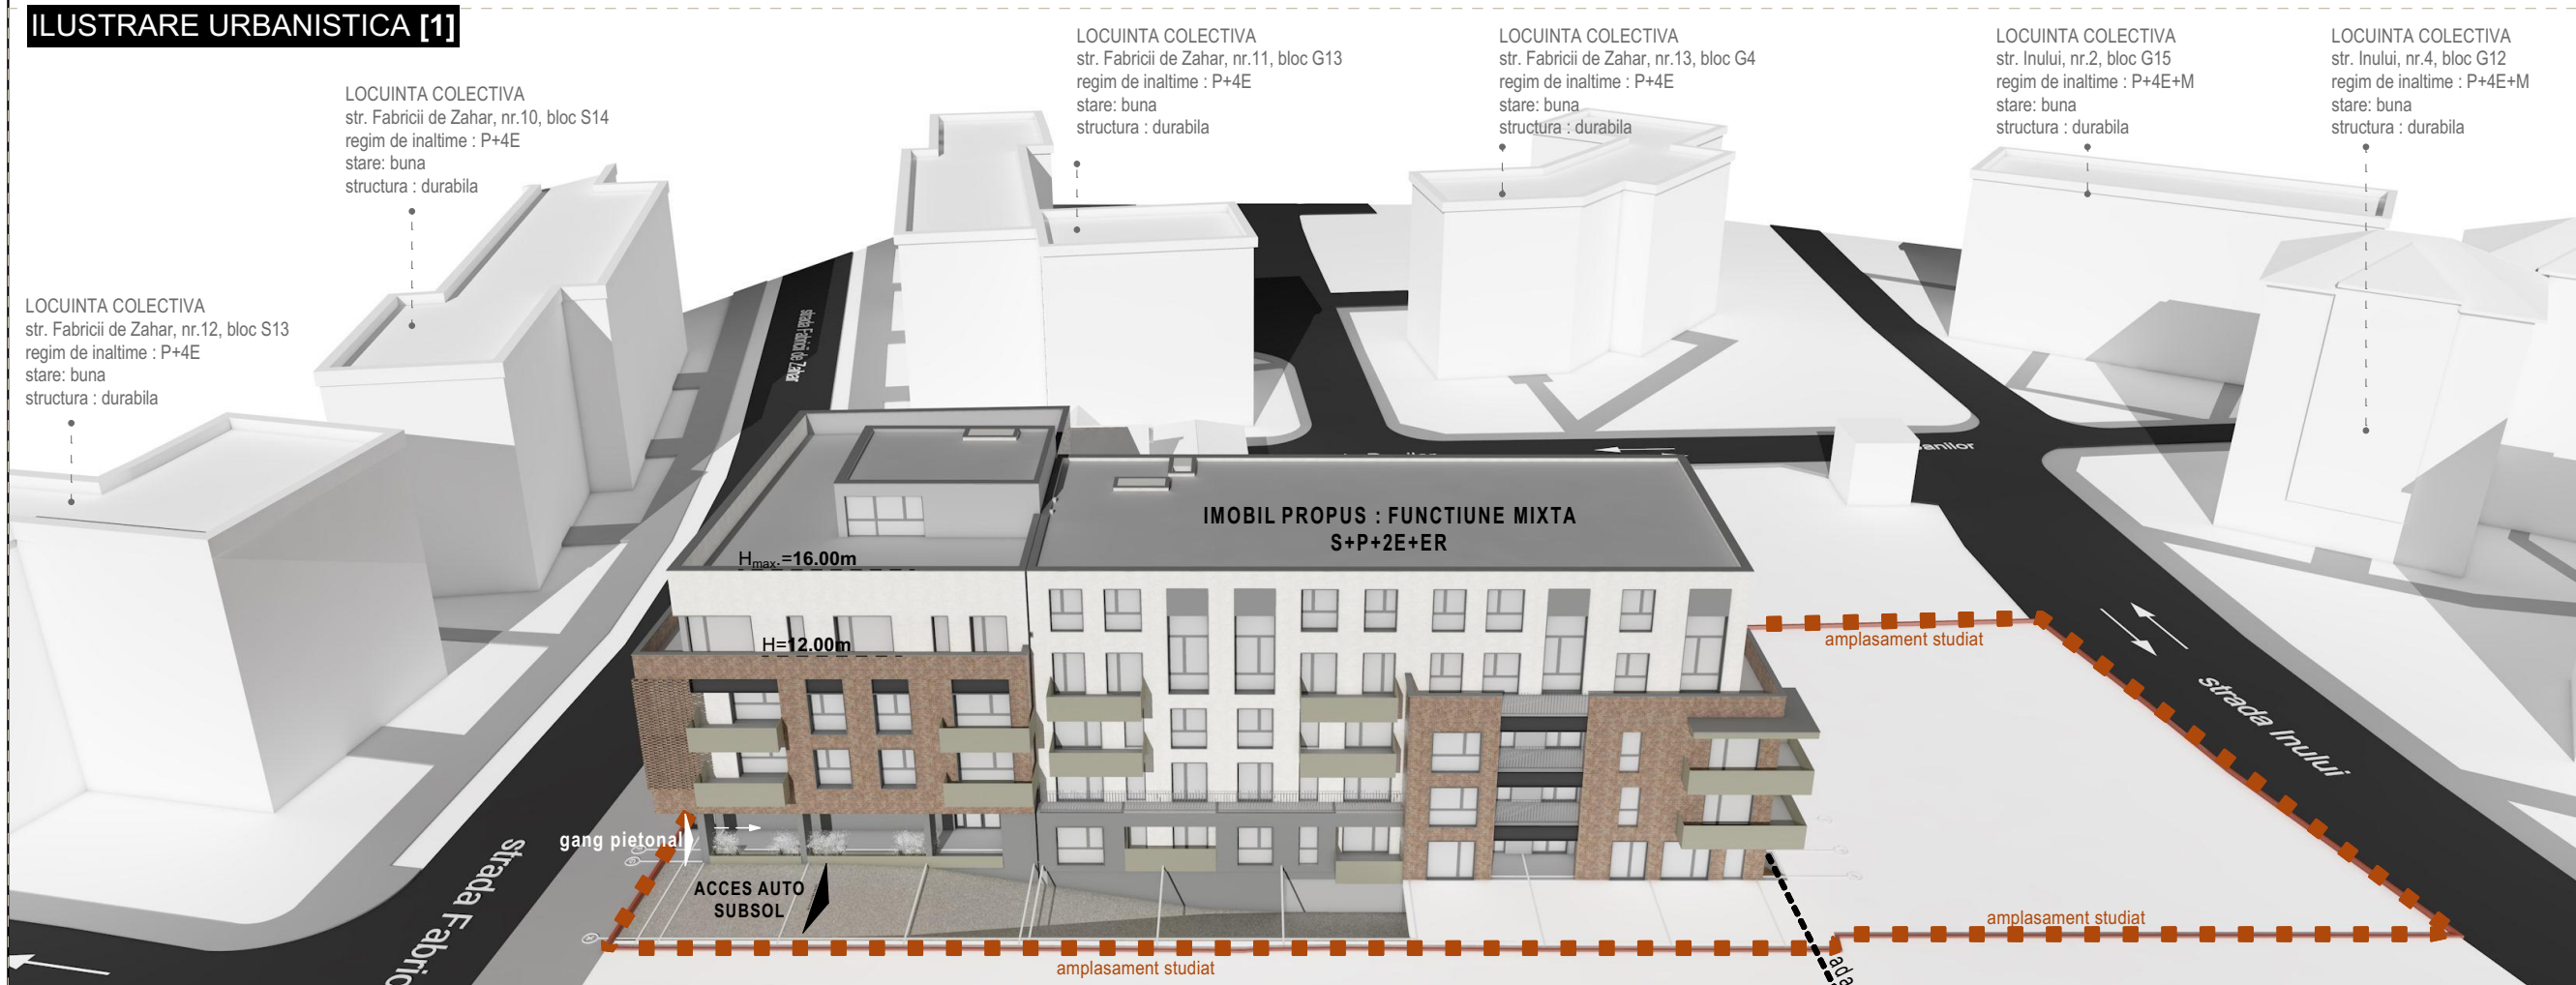 ILUSTRARE URBANISTICA [1]
LOCUINTA COLECTIVA
str. Fabricii de Zahar, nr.12, bloc S13
regim de inaltime : P+4E
stare: buna
structura : durabila
LOCUINTA COLECTIVA
str. Fabricii de Zahar, nr.10, bloc S14
regim de inaltime : P+4E
stare: buna
structura : durabila
LOCUINTA COLECTIVA
str. Fabricii de Zahar, nr.11, bloc G13
regim de inaltime : P+4E
stare: buna
structura : durabila
LOCUINTA COLECTIVA
str. Fabricii de Zahar, nr.13, bloc G4
regim de inaltime : P+4E
stare: buna
structura : durabila
LOCUINTA COLECTIVA
str. Inului, nr.2, bloc G15
regim de inaltime : P+4E+M
stare: buna
structura : durabila
LOCUINTA COLECTIVA
str. Inului, nr.4, bloc G12
regim de inaltime : P+4E+M
stare: buna
structura : durabila
strada Fabricii de Zahar
anilor
IMOBIL PROPUS : FUNCTIUNE MIXTA
S+P+2E+ER
Hmax.=16.00m
H=12.00m
amplasament studiat
strada Inului
gang pietonal
strada Fabric
ACCES AUTO
SUBSOL
amplasament studiat
amplasament studiat
ada